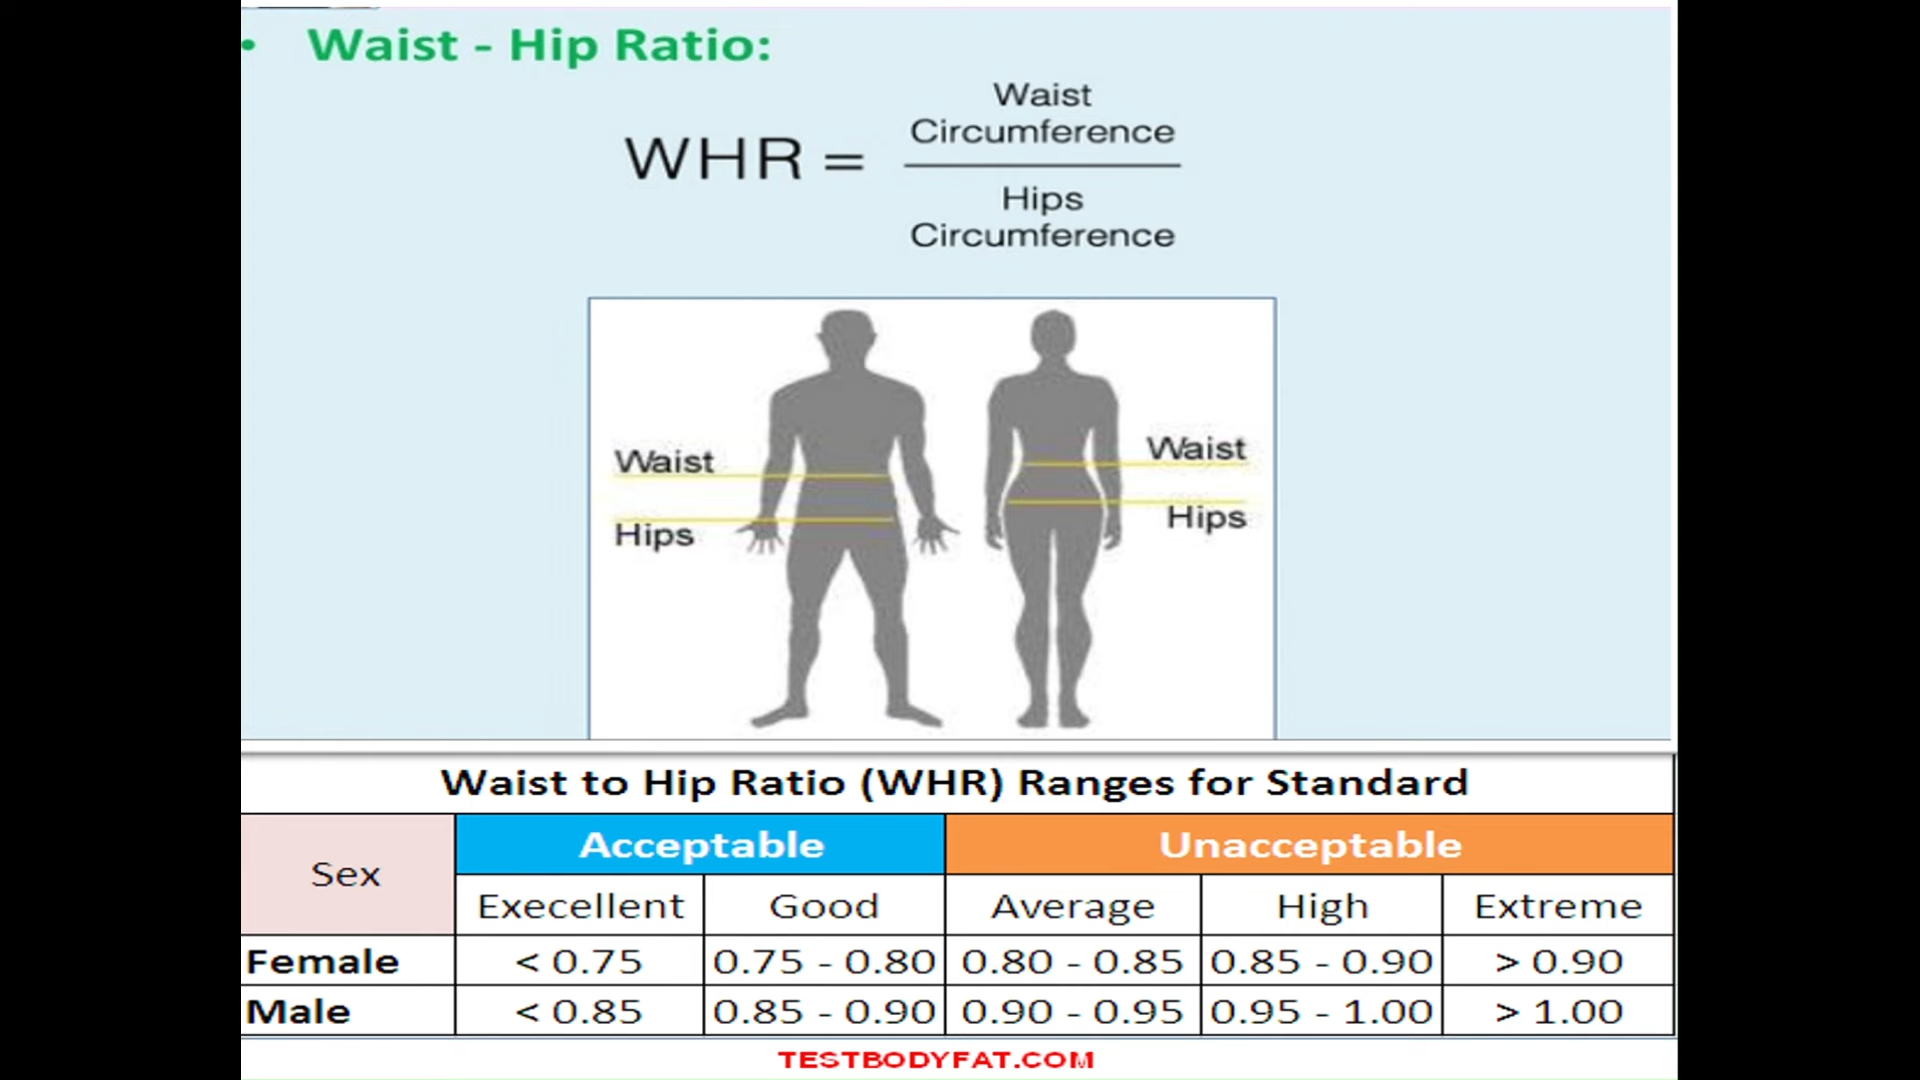 • Waist - Hip Ratio:
WHR =
Waist
Circumference
Hips
Circumference
Waist
Hips
Waist
Hips
Waist to Hip Ratio (WHR) Ranges for Standard
Sex Acceptable Unacceptable
Execellent Good Average High Extreme
Female < 0.75 0.75 - 0.80 0.80 - 0.85 0.85 - 0.90 > 0.90
Male < 0.85 0.85 - 0.90 0.90 - 0.95 0.95 - 1.00 > 1.00
TESTBODYFAT.COM